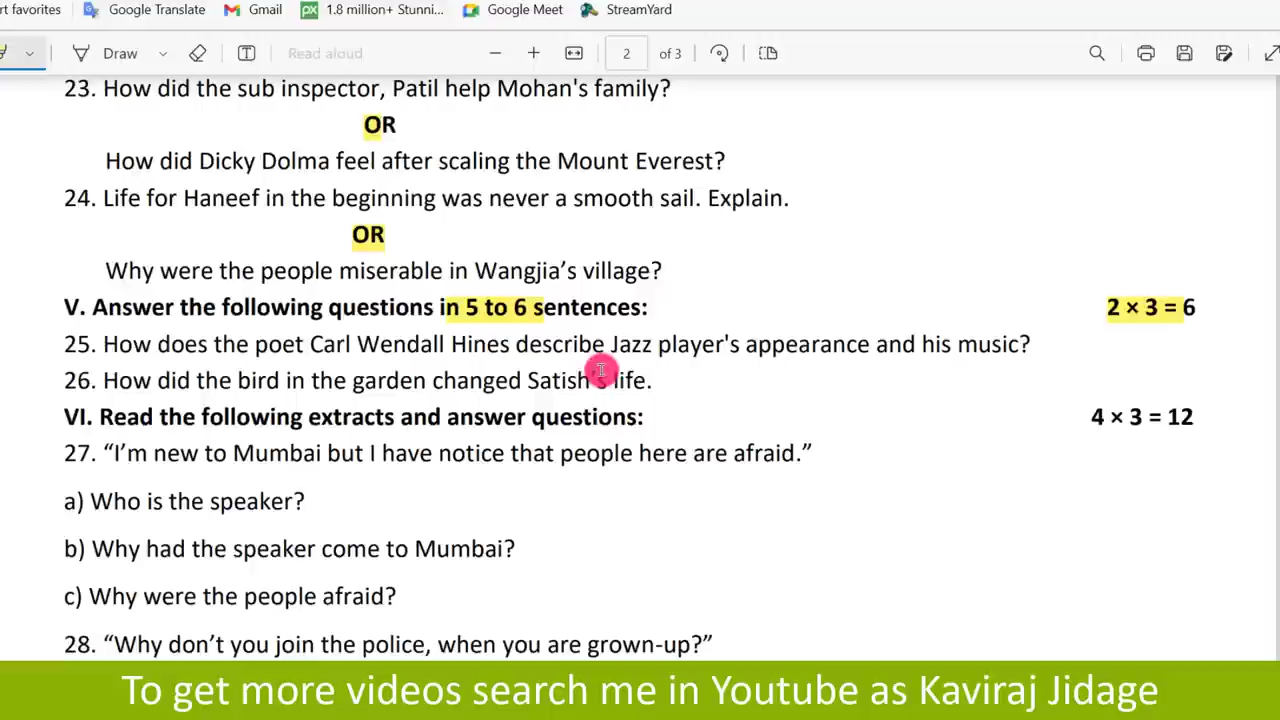 rt favorites Google Translate Gmail 1.8 million+ Stunni... Google Meet StreamYard
Draw Read aloud 2 of 3
23. How did the sub inspector, Patil help Mohan's family?
OR
How did Dicky Dolma feel after scaling the Mount Everest?
24. Life for Haneef in the beginning was never a smooth sail. Explain.
OR
Why were the people miserable in Wangjia’s village?
V. Answer the following questions in 5 to 6 sentences: 2 × 3 = 6
25. How does the poet Carl Wendall Hines describe Jazz player's appearance and his music?
26. How did the bird in the garden changed Satish’s life.
VI. Read the following extracts and answer questions: 4 × 3 = 12
27. “I’m new to Mumbai but I have notice that people here are afraid.”
a) Who is the speaker?
b) Why had the speaker come to Mumbai?
c) Why were the people afraid?
28. “Why don’t you join the police, when you are grown-up?”
To get more videos search me in Youtube as Kaviraj Jidage